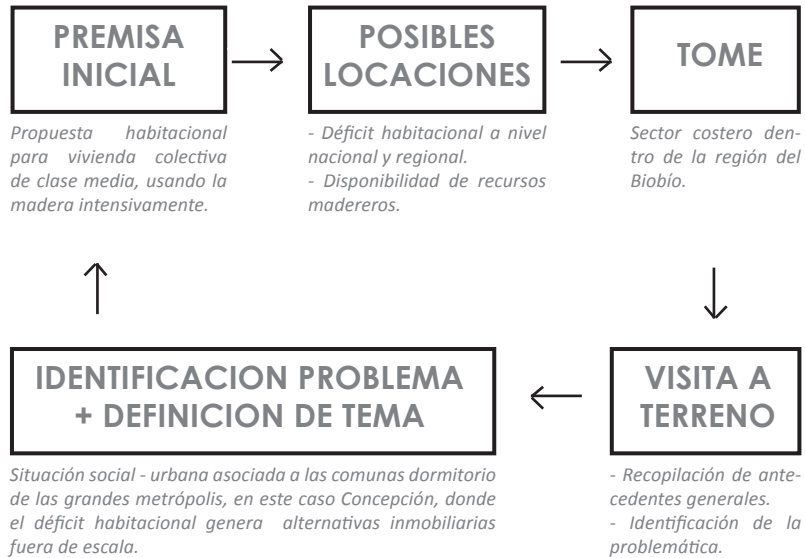 PREMISA
INICIAL
Propuesta habitacional
para vivienda colectiva
de clase media, usando la
madera intensivamente.
POSIBLES
LOCACIONES
- Déficit habitacional a nivel
nacional y regional.
- Disponibilidad de recursos
madereros.
TOME
Sector costero den-
tro de la región del
Biobío.
VISITA A
TERRENO
- Recopilación de ante-
cedentes generales.
- Identificación de la
problemática.
IDENTIFICACION PROBLEMA
+ DEFINICION DE TEMA
Situación social - urbana asociada a las comunas dormitorio
de las grandes metrópolis, en este caso Concepción, donde
el déficit habitacional genera alternativas inmobiliarias
fuera de escala.